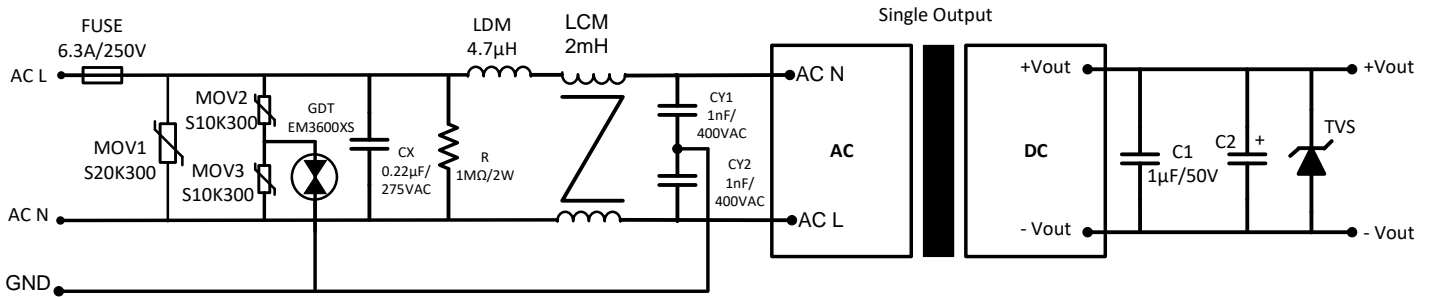 Single Output
FUSE
6.3A/250V
LDM
4.7µH
LCM
2mH
AC L
AC N
GND
MOV1
S20K300
MOV2
S10K300
MOV3
S10K300
GDT
EM3600XS
CX
0.22µF/
275VAC
R
1MΩ/2W
CY1
1nF/
400VAC
CY2
1nF/
400VAC
AC N
AC
AC L
+Vout
DC
- Vout
C1
1µF/50V
C2 +
TVS
+Vout
- Vout